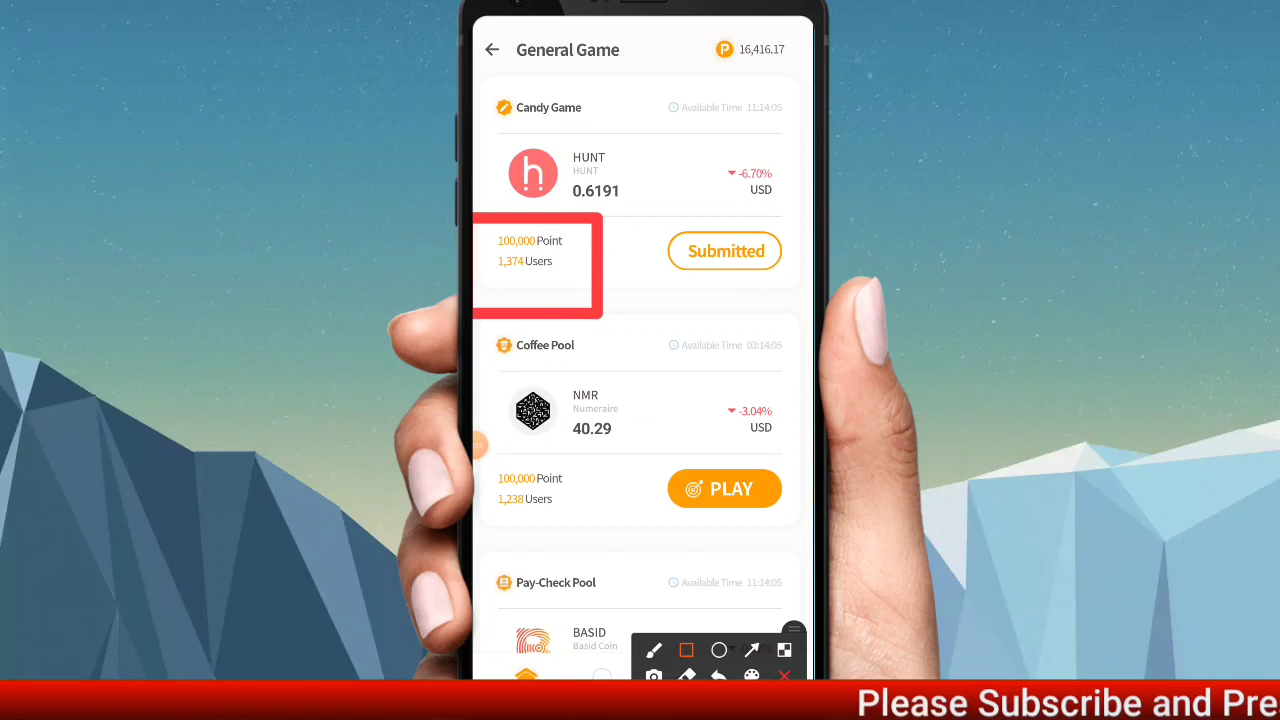 General Game
16,416.17
Candy Game
Available Time 11:14:05
HUNT
HUNT
0.6191
-6.70%
USD
100,000 Point
1,374 Users
Submitted
Coffee Pool
Available Time 03:14:05
NMR
Numeraire
40.29
-3.04%
USD
100,000 Point
1,238 Users
PLAY
Pay-Check Pool
Available Time 11:14:05
BASID
Basid Coin
Please Subscribe and Pre